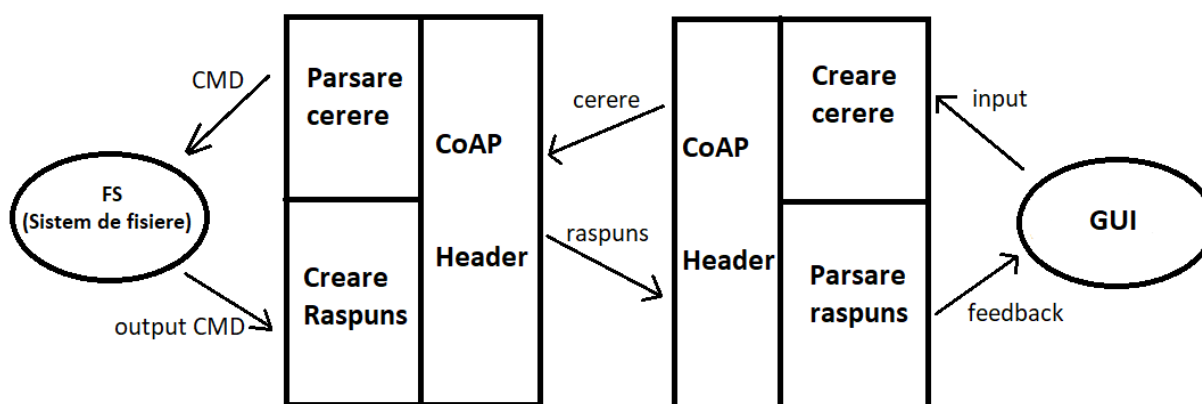 CMD
FS
(Sistem de fisiere)
output CMD
Parsare
cerere
Creare
Raspuns
CoAP
Header
cerere
raspuns
CoAP
Header
Creare
cerere
Parsare
raspuns
input
GUI
feedback